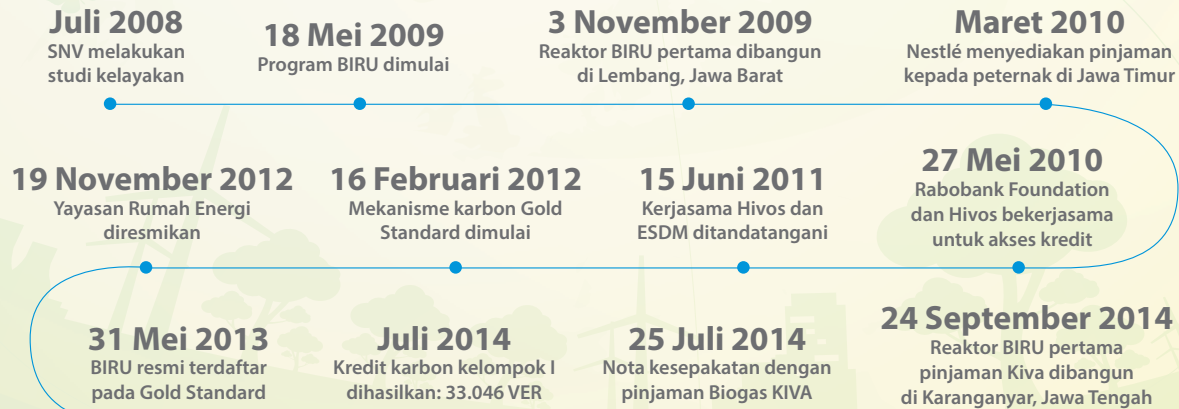 Juli 2008
SNV melakukan
studi kelayakan
18 Mei 2009
Program BIRU dimulai
3 November 2009
Reaktor BIRU pertama dibangun
di Lembang, Jawa Barat
Maret 2010
Nestlé menyediakan pinjaman
kepada peternak di Jawa Timur
27 Mei 2010
Rabobank Foundation
dan Hivos bekerjasama
untuk akses kredit
15 Juni 2011
Kerjasama Hivos dan
ESDM ditandatangani
16 Februari 2012
Mekanisme karbon Gold
Standard dimulai
19 November 2012
Yayasan Rumah Energi
diresmikan
31 Mei 2013
BIRU resmi terdaftar
pada Gold Standard
Juli 2014
Kredit karbon kelompok I
dihasilkan: 33.046 VER
25 Juli 2014
Nota kesepakatan dengan
pinjaman Biogas KIVA
24 September 2014
Reaktor BIRU pertama
pinjaman Kiva dibangun
di Karanganyar, Jawa Tengah